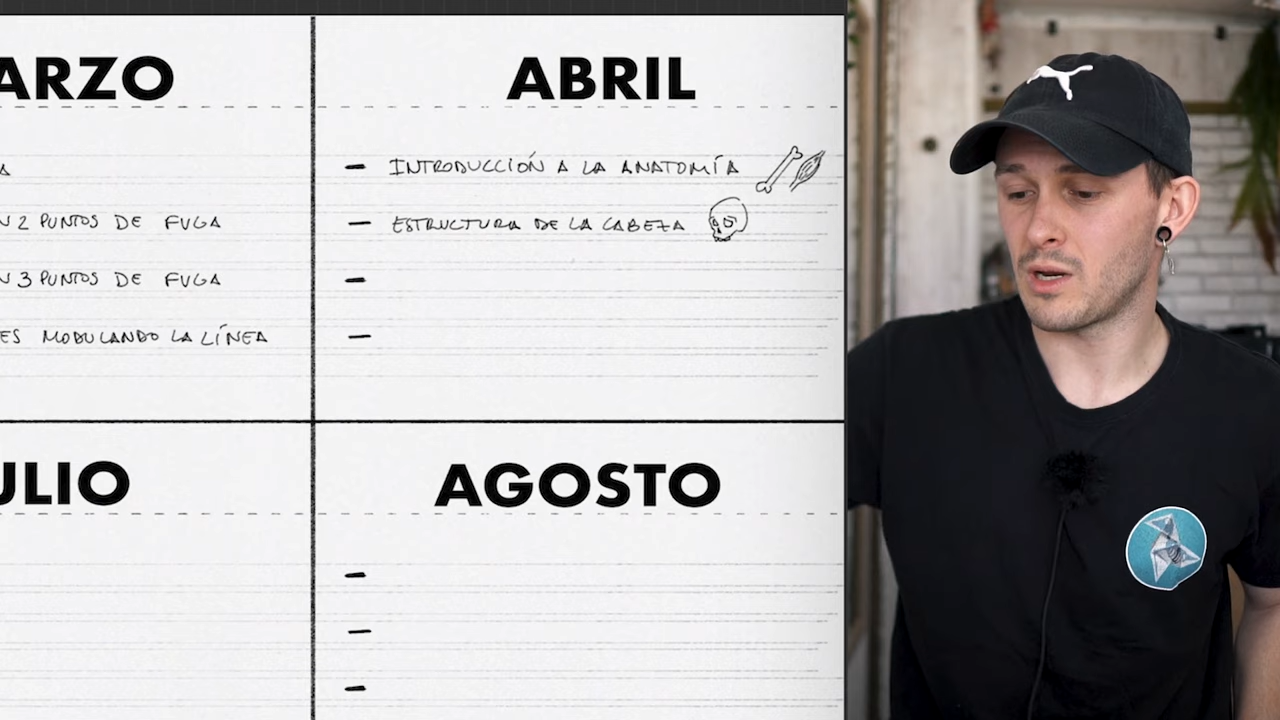 ARZO
A
N 2 PUNTOS DE FUGA
N 3 PUNTOS DE FUGA
ES MODULANDO LA LÍNEA
ABRIL
- INTRODUCCIÓN A LA ANATOMÍA
- ESTRUCTURA DE LA CABEZA
-
-
ULIO
AGOSTO
-
-
-